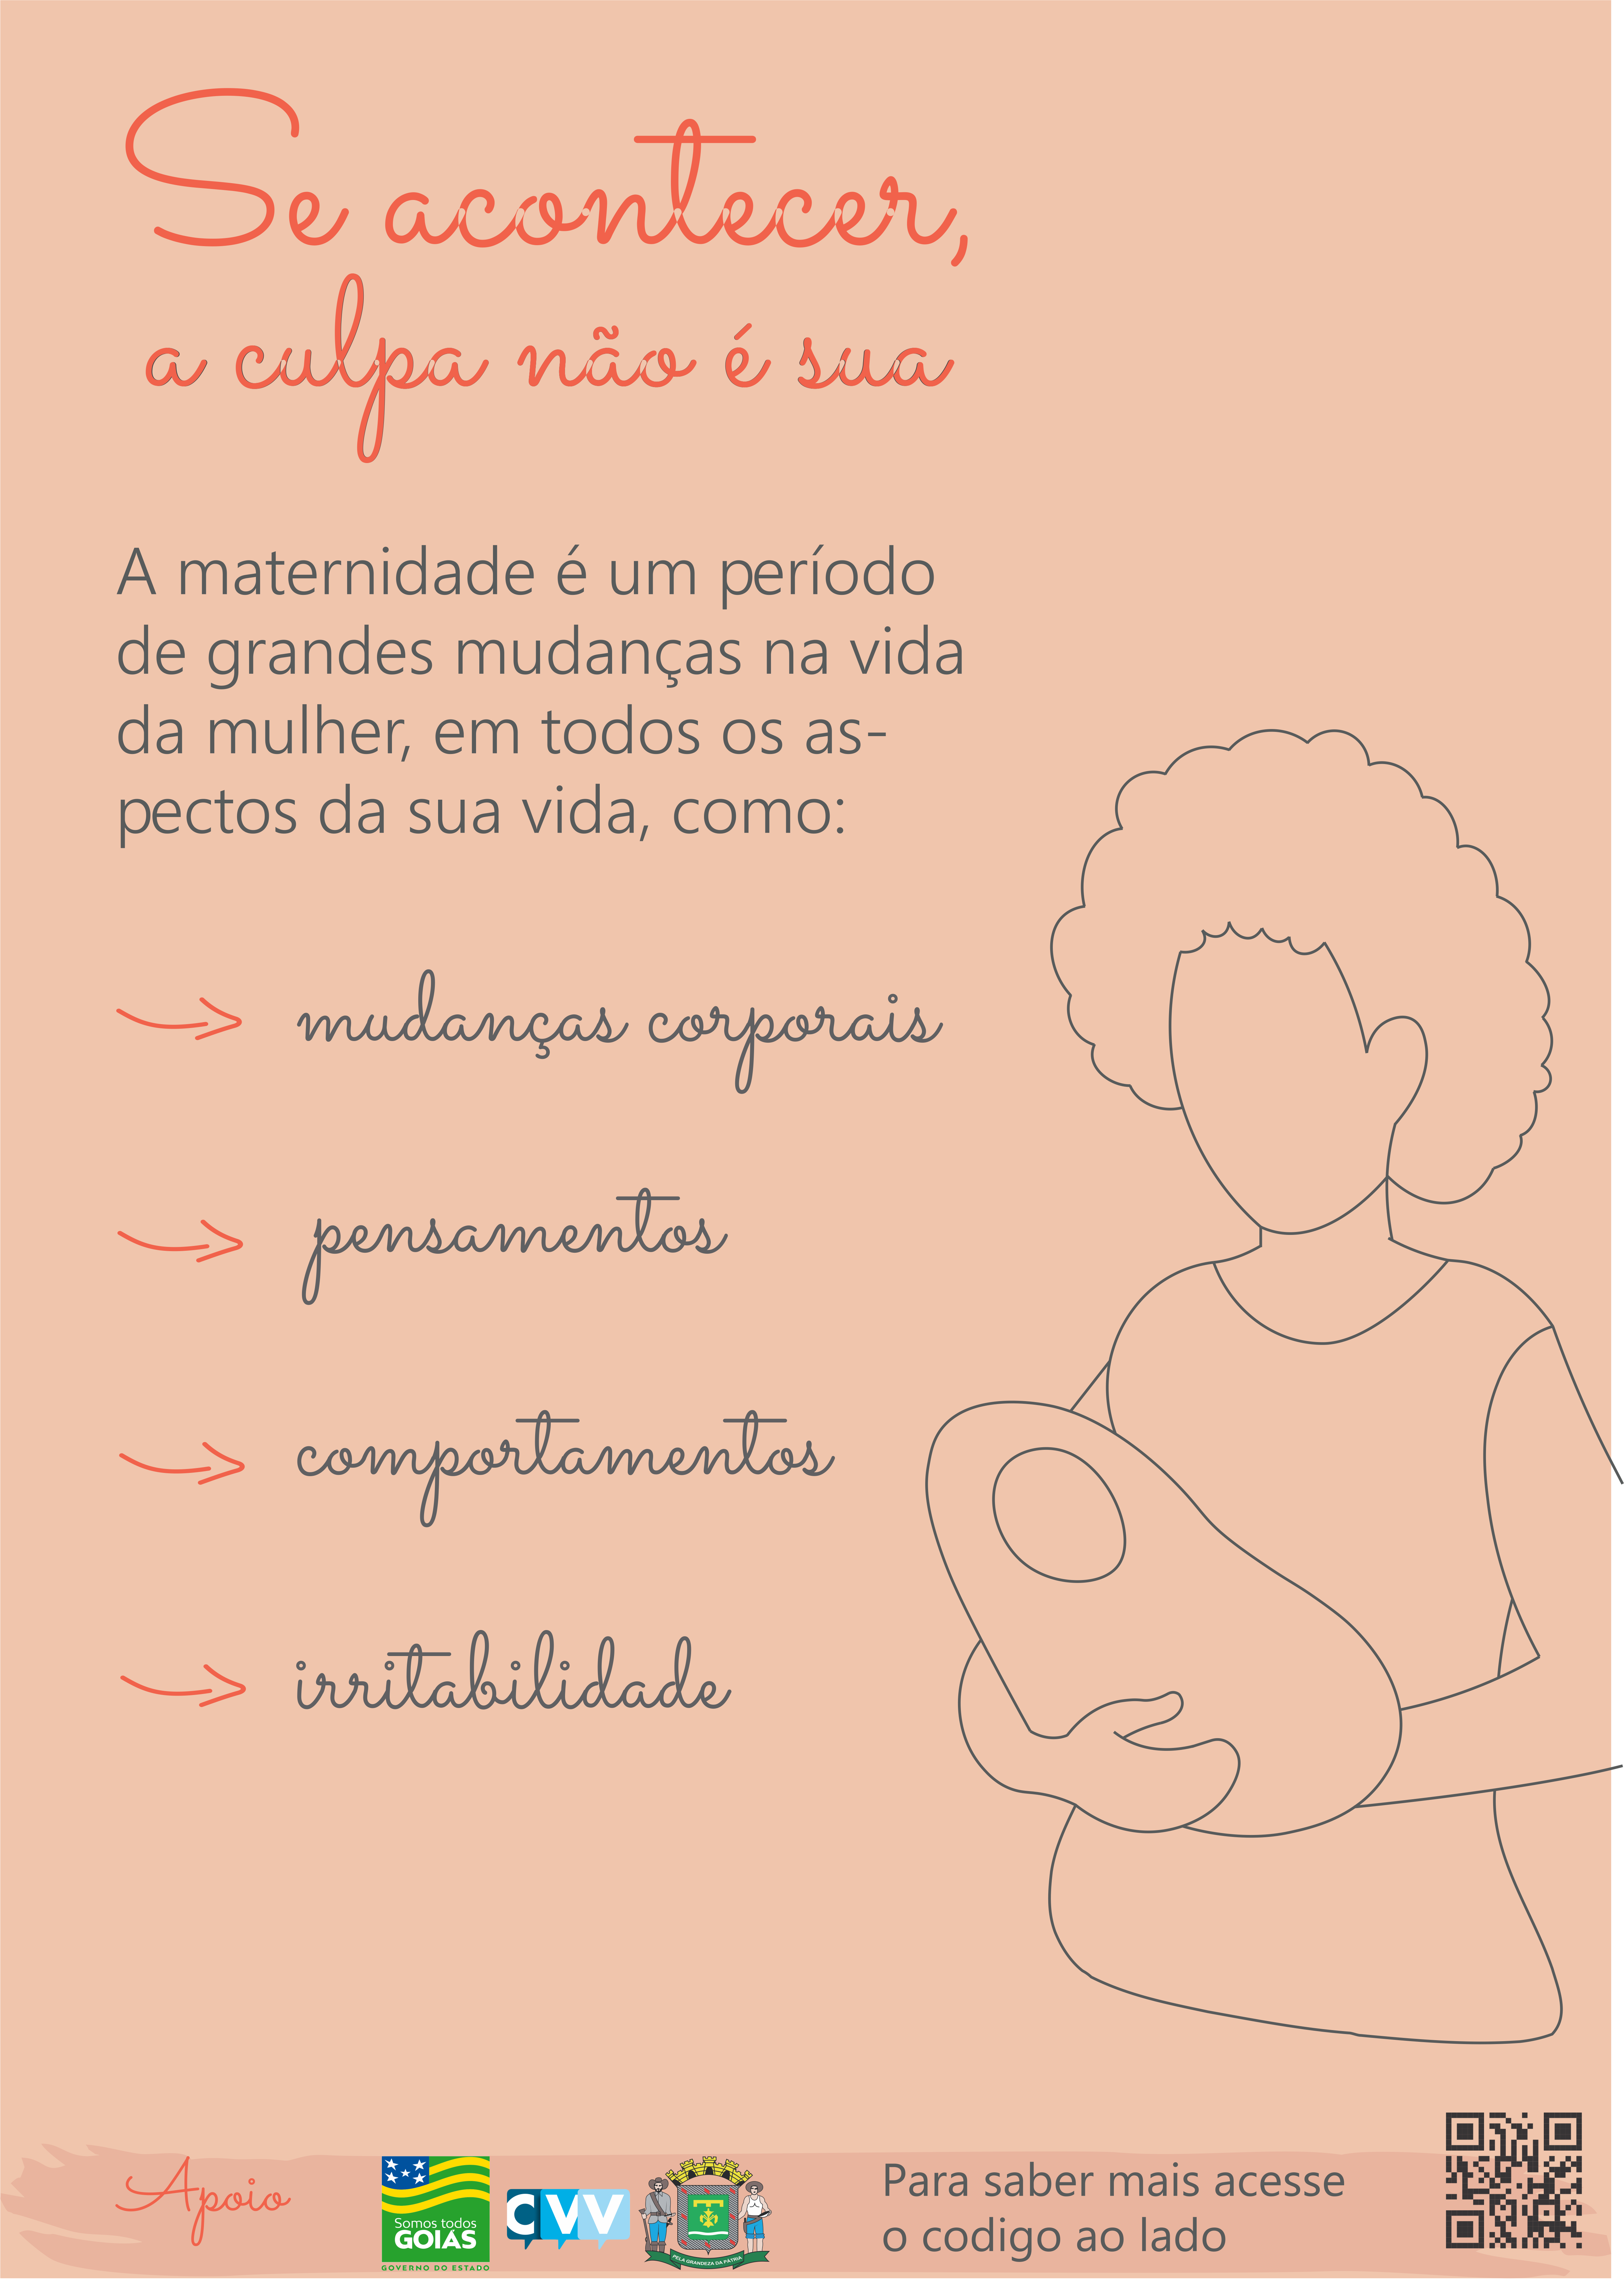 Se acontecer,
a culpa não é sua
A maternidade é um período
de grandes mudanças na vida
da mulher, em todos os as-
pectos da sua vida, como:
mudanças corporais
pensamentos
comportamentos
irritabilidade
Apoio
Somos todos
GOIÁS
GOVERNO DO ESTADO
CVV
PELA GRANDEZA DA PÁTRIA
Para saber mais acesse
o codigo ao lado